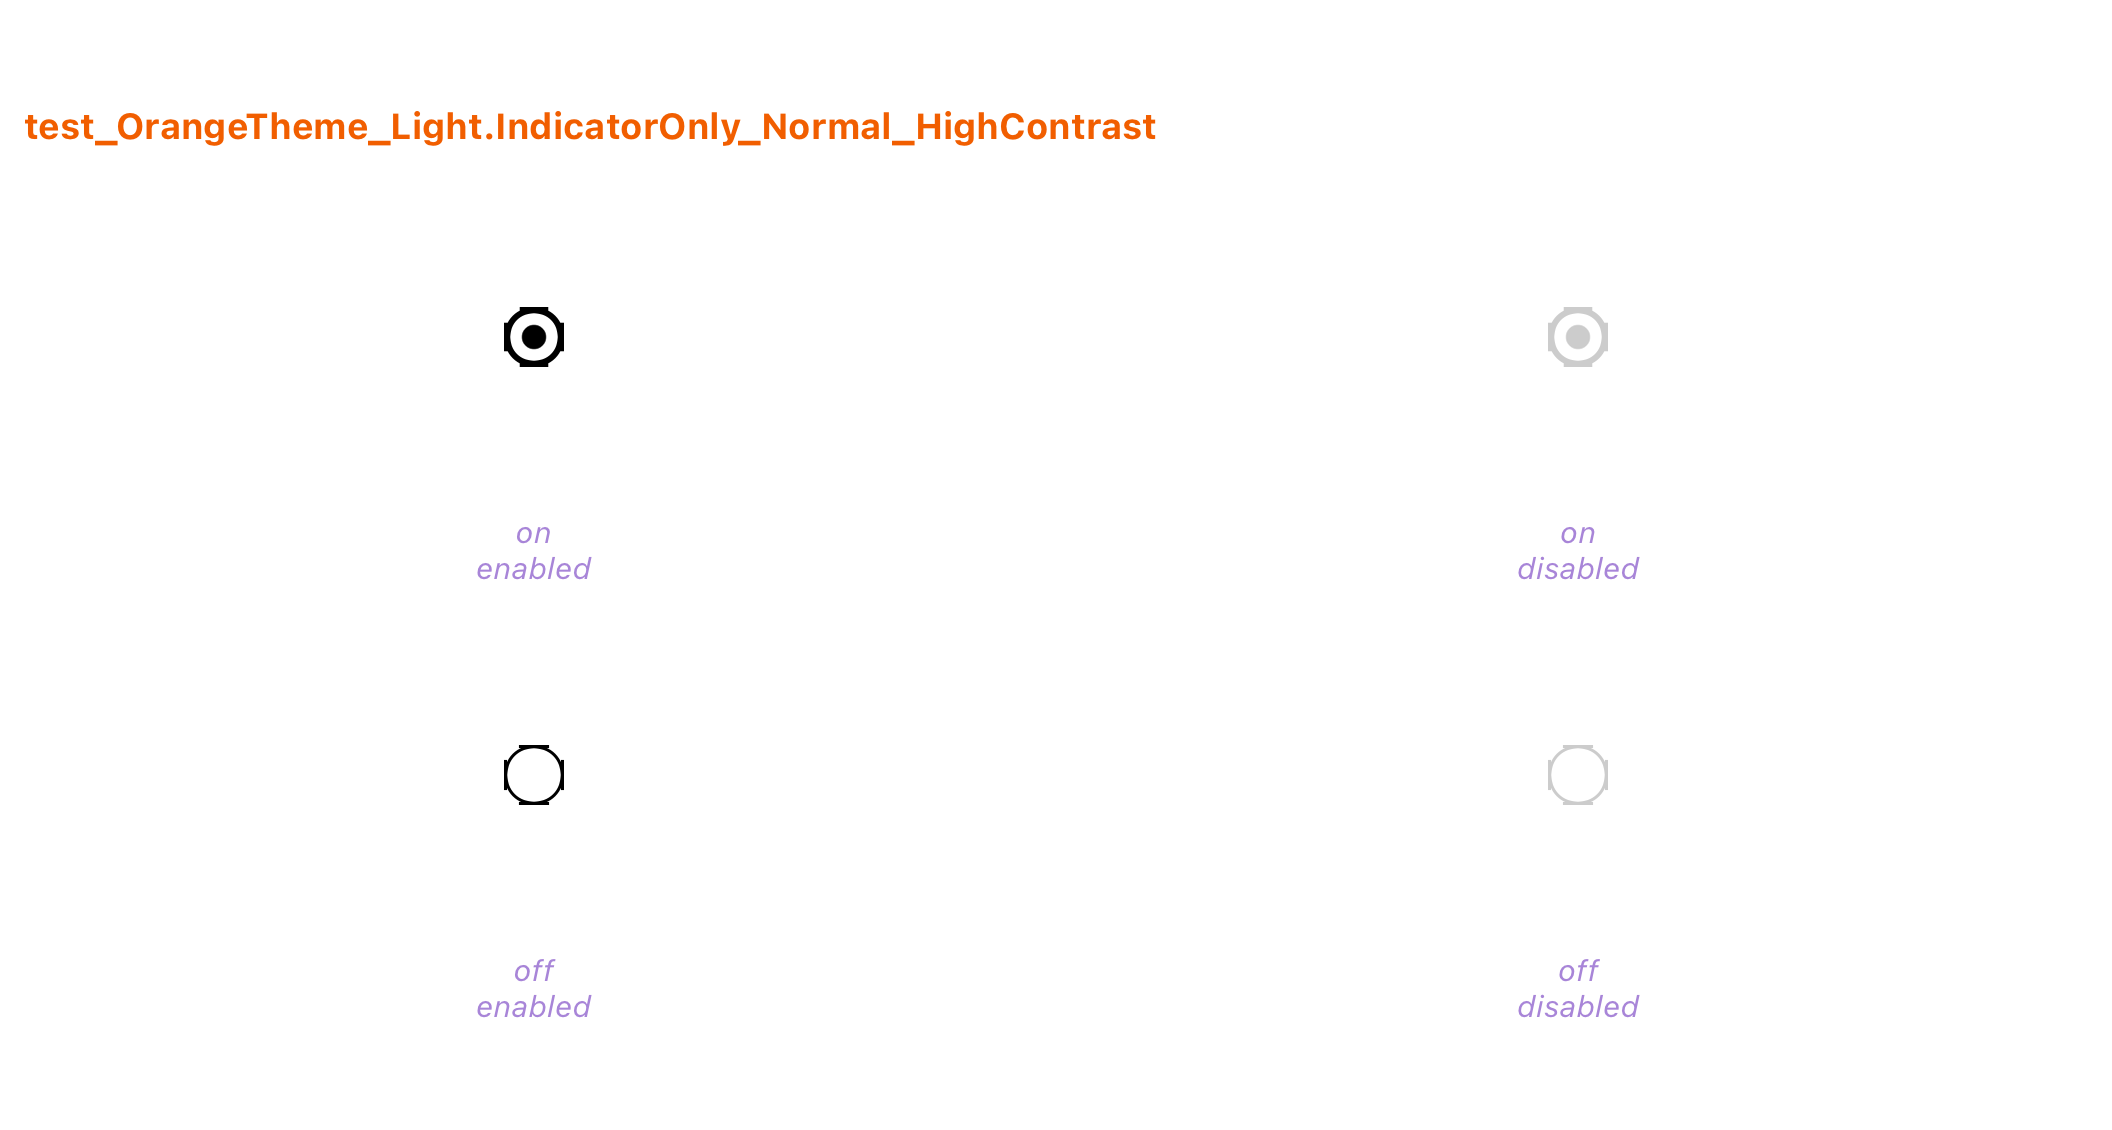 test_OrangeTheme_Light.IndicatorOnly_Normal_HighContrast
on
enabled
on
disabled
off
enabled
off
disabled